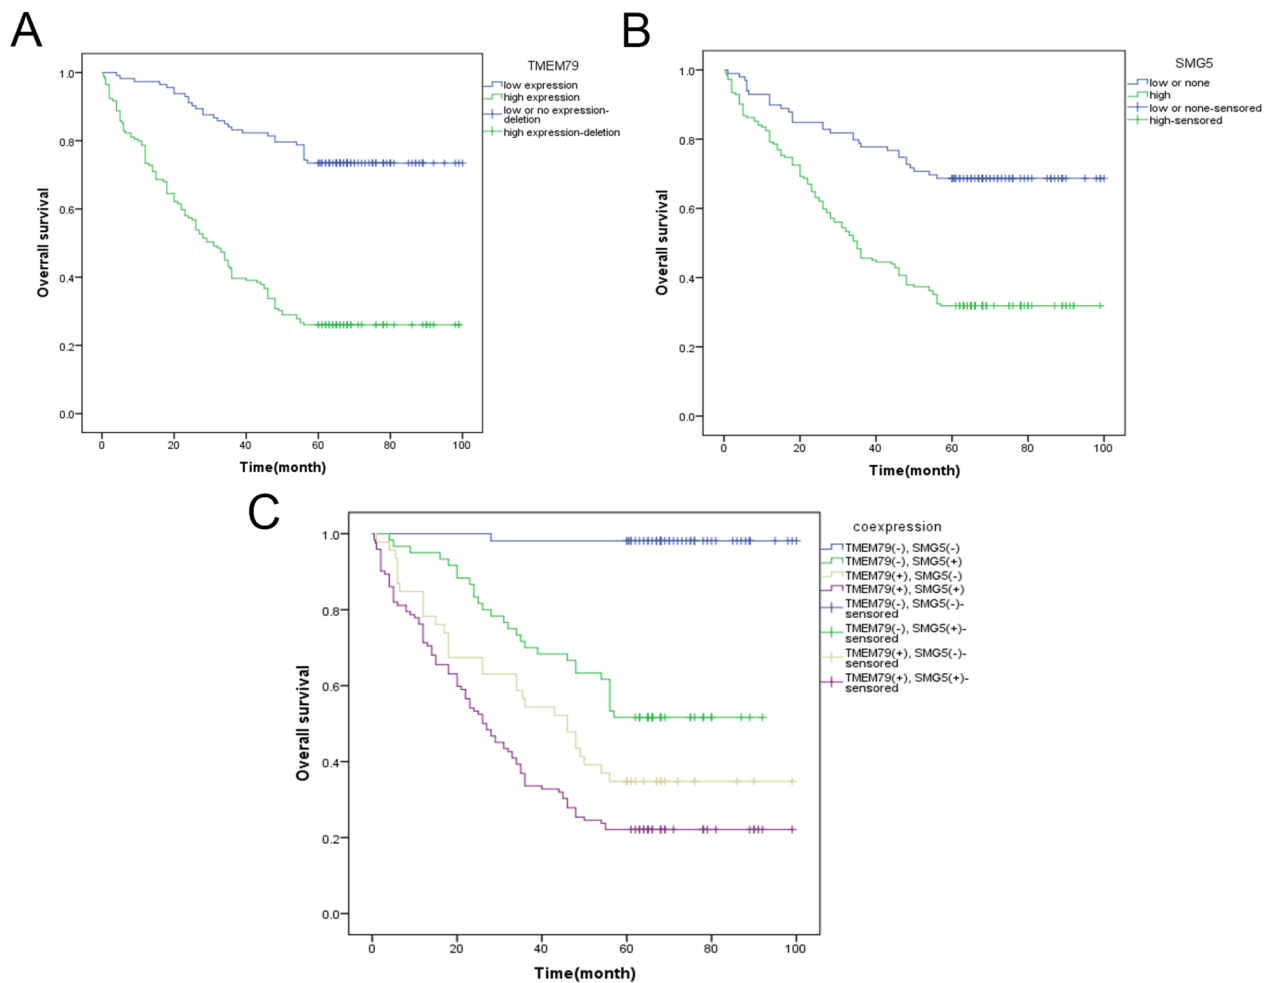 A
TMEM79
low expression
high expression
low or no expression-
deletion
high expression-deletion
1.0
0.8
0.6
0.4
0.2
0.0
Overrall survival
0 20 40 60 80 100
Time(month)
B
SMG5
low or none
high
low or none-sensored
high-sensored
1.0
0.8
0.6
0.4
0.2
0.0
Overall survival
0 20 40 60 80 100
Time(month)
C
coexpression
TMEM79(-), SMG5(-)
TMEM79(-), SMG5(+)
TMEM79(+), SMG5(-)
TMEM79(+), SMG5(+)
TMEM79(-), SMG5(-)-
sensored
TMEM79(-), SMG5(+)-
sensored
TMEM79(+), SMG5(-)-
sensored
TMEM79(+), SMG5(+)-
sensored
1.0
0.8
0.6
0.4
0.2
0.0
Overall survival
0 20 40 60 80 100
Time(month)